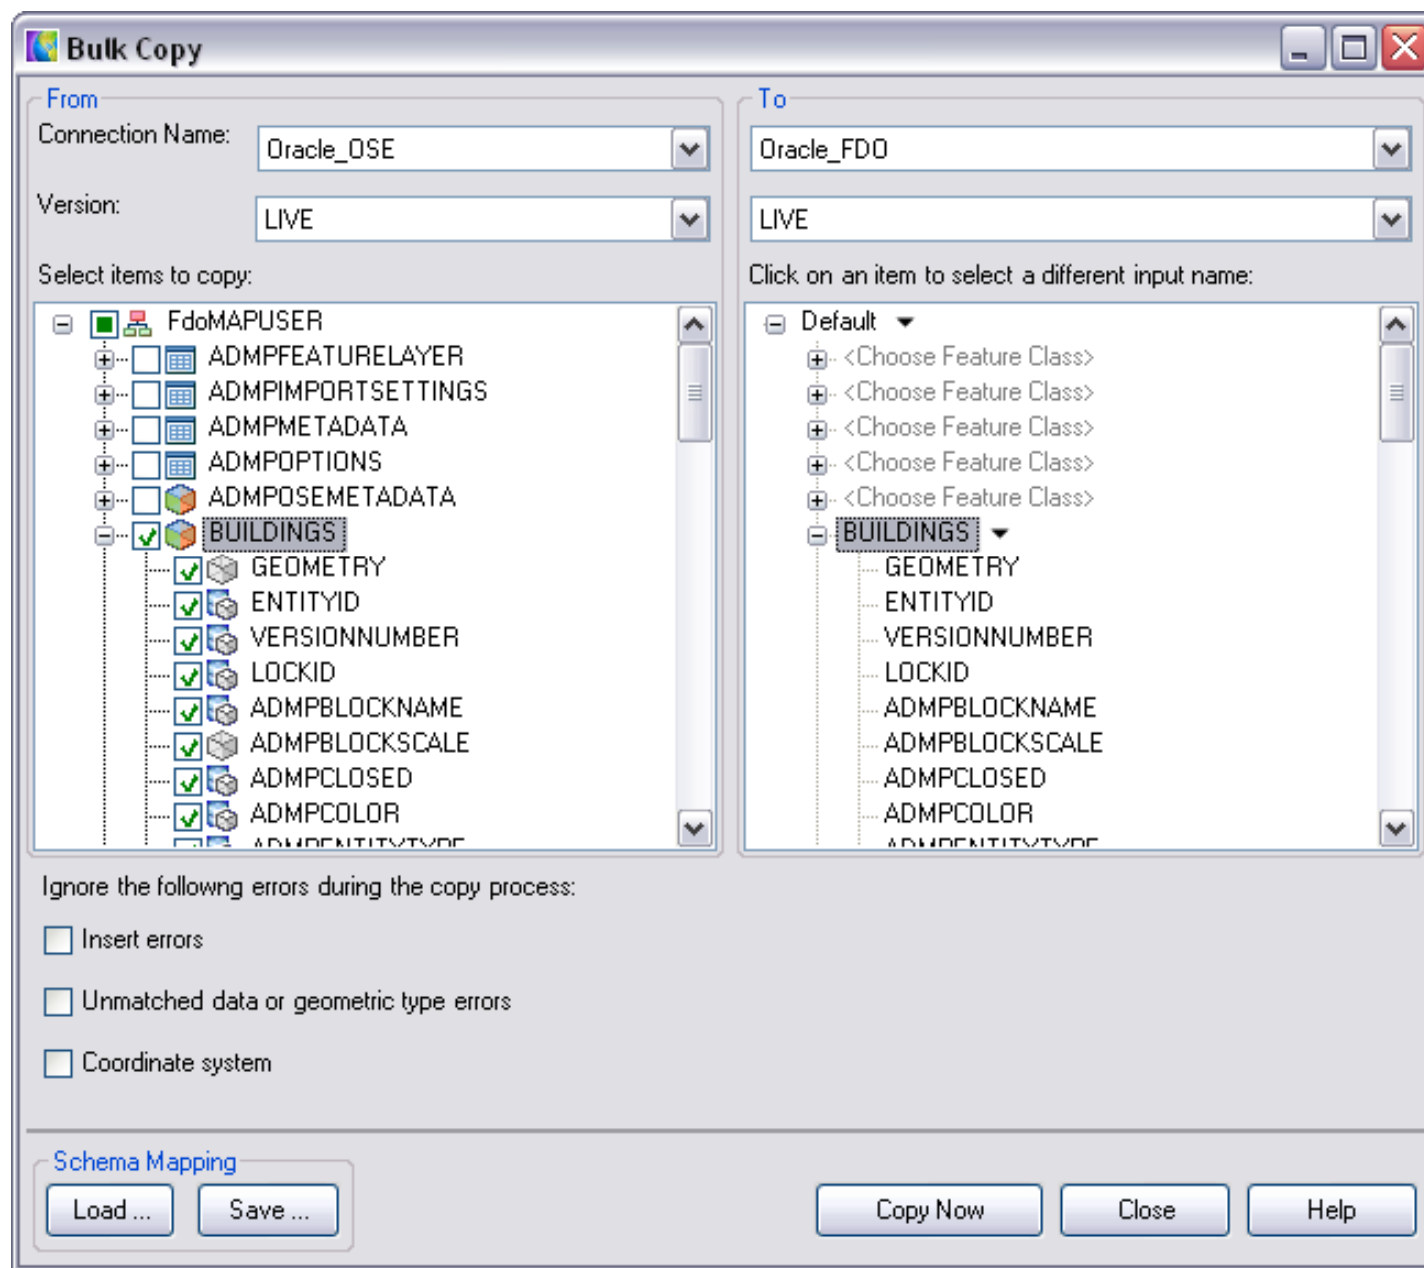 Bulk Copy
From
Connection Name:
Oracle_OSE
Version:
LIVE
Select items to copy:
FdoMAPUSER
ADMPFEATURELAYER
ADMPIMPORTSETTINGS
ADMPMETADATA
ADMPOPTIONS
ADMPOSEMETADATA
BUILDINGS
GEOMETRY
ENTITYID
VERSIONNUMBER
LOCKID
ADMPBLOCKNAME
ADMPBLOCKSCALE
ADMPCLOSED
ADMPCOLOR
ADMPENTITYTYPE
To
Oracle_FDO
LIVE
Click on an item to select a different input name:
Default
<Choose Feature Class>
<Choose Feature Class>
<Choose Feature Class>
<Choose Feature Class>
<Choose Feature Class>
BUILDINGS
GEOMETRY
ENTITYID
VERSIONNUMBER
LOCKID
ADMPBLOCKNAME
ADMPBLOCKSCALE
ADMPCLOSED
ADMPCOLOR
ADMPENTITYTYPE
Ignore the followng errors during the copy process:
Insert errors
Unmatched data or geometric type errors
Coordinate system
Schema Mapping
Load ...
Save ...
Copy Now
Close
Help